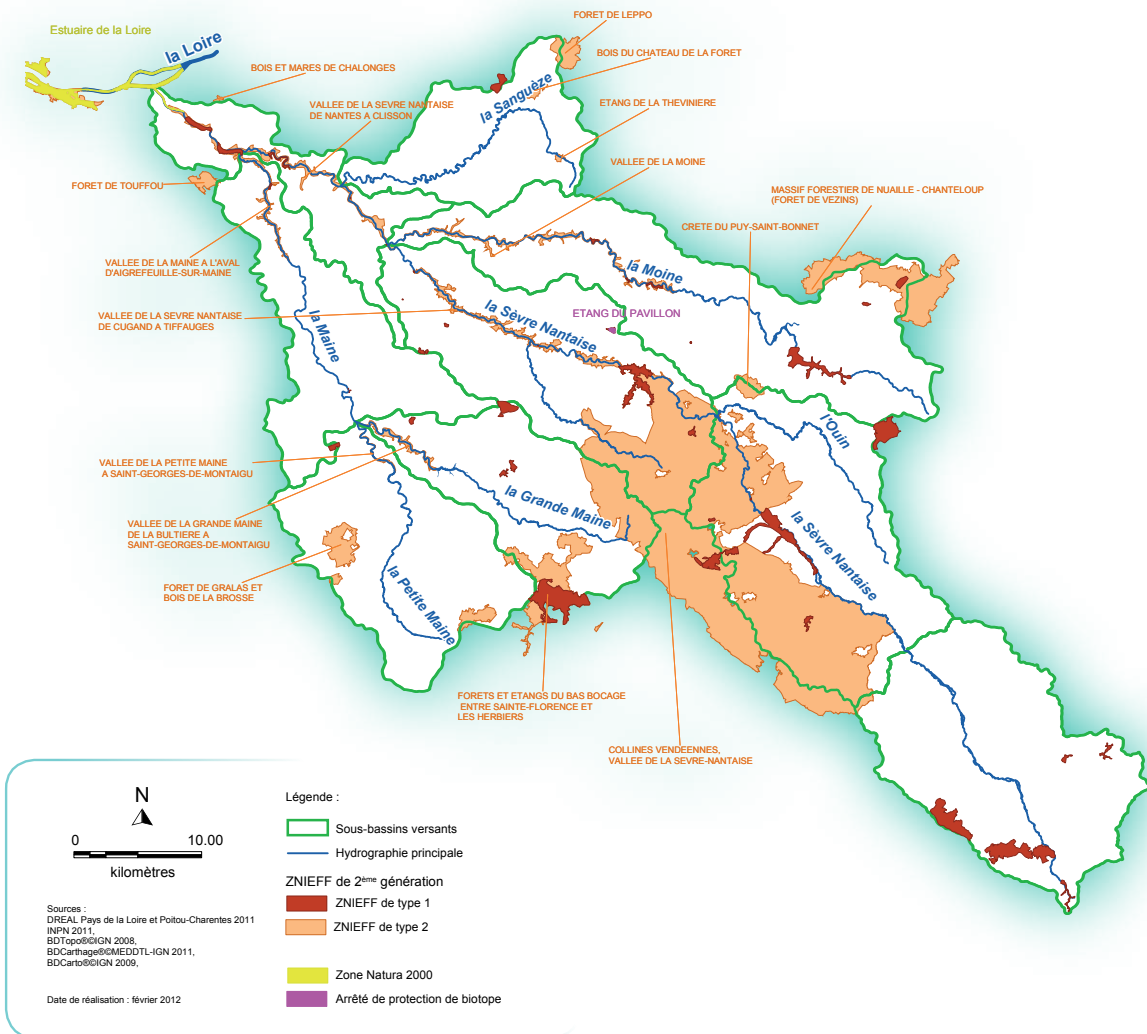 FORET DE LEPPO
Estuaire de la Loire
la Loire
BOIS DU CHATEAU DE LA FORET
BOIS ET MARES DE CHALONGES
la Sanguèze
VALLEE DE LA SEVRE NANTAISE
DE NANTES A CLISSON
ETANG DE LA THEVINIERE
VALLEE DE LA MOINE
FORET DE TOUFFOU
MASSIF FORESTIER DE NUAILLE - CHANTELOUP
(FORET DE VEZINS)
CRETE DU PUY-SAINT-BONNET
VALLEE DE LA MAINE A L'AVAL
D'AIGREFEUILLE-SUR-MAINE
la Moine
VALLEE DE LA SEVRE NANTAISE
DE CUGAND A TIFFAUGES
la Maine
la Sèvre Nantaise
ETANG DU PAVILLON
l'Ouin
VALLEE DE LA PETITE MAINE
A SAINT-GEORGES-DE-MONTAIGU
la Grande Maine
la Sèvre Nantaise
VALLEE DE LA GRANDE MAINE
DE LA BULTIERE A
SAINT-GEORGES-DE-MONTAIGU
FORET DE GRALAS ET
BOIS DE LA BROSSE
la Petite Maine
FORETS ET ETANGS DU BAS BOCAGE
ENTRE SAINTE-FLORENCE ET
LES HERBIERS
COLLINES VENDEENNES,
VALLEE DE LA SEVRE-NANTAISE
N
0 10.00
kilomètres
Sources :
DREAL Pays de la Loire et Poitou-Charentes 2011
INPN 2011,
BDTopo®©IGN 2008,
BDCarthage®©MEDDTL-IGN 2011,
BDCarto®©IGN 2009,
Date de réalisation : février 2012
Légende :
Sous-bassins versants
Hydrographie principale
ZNIEFF de 2ème génération
ZNIEFF de type 1
ZNIEFF de type 2
Zone Natura 2000
Arrêté de protection de biotope